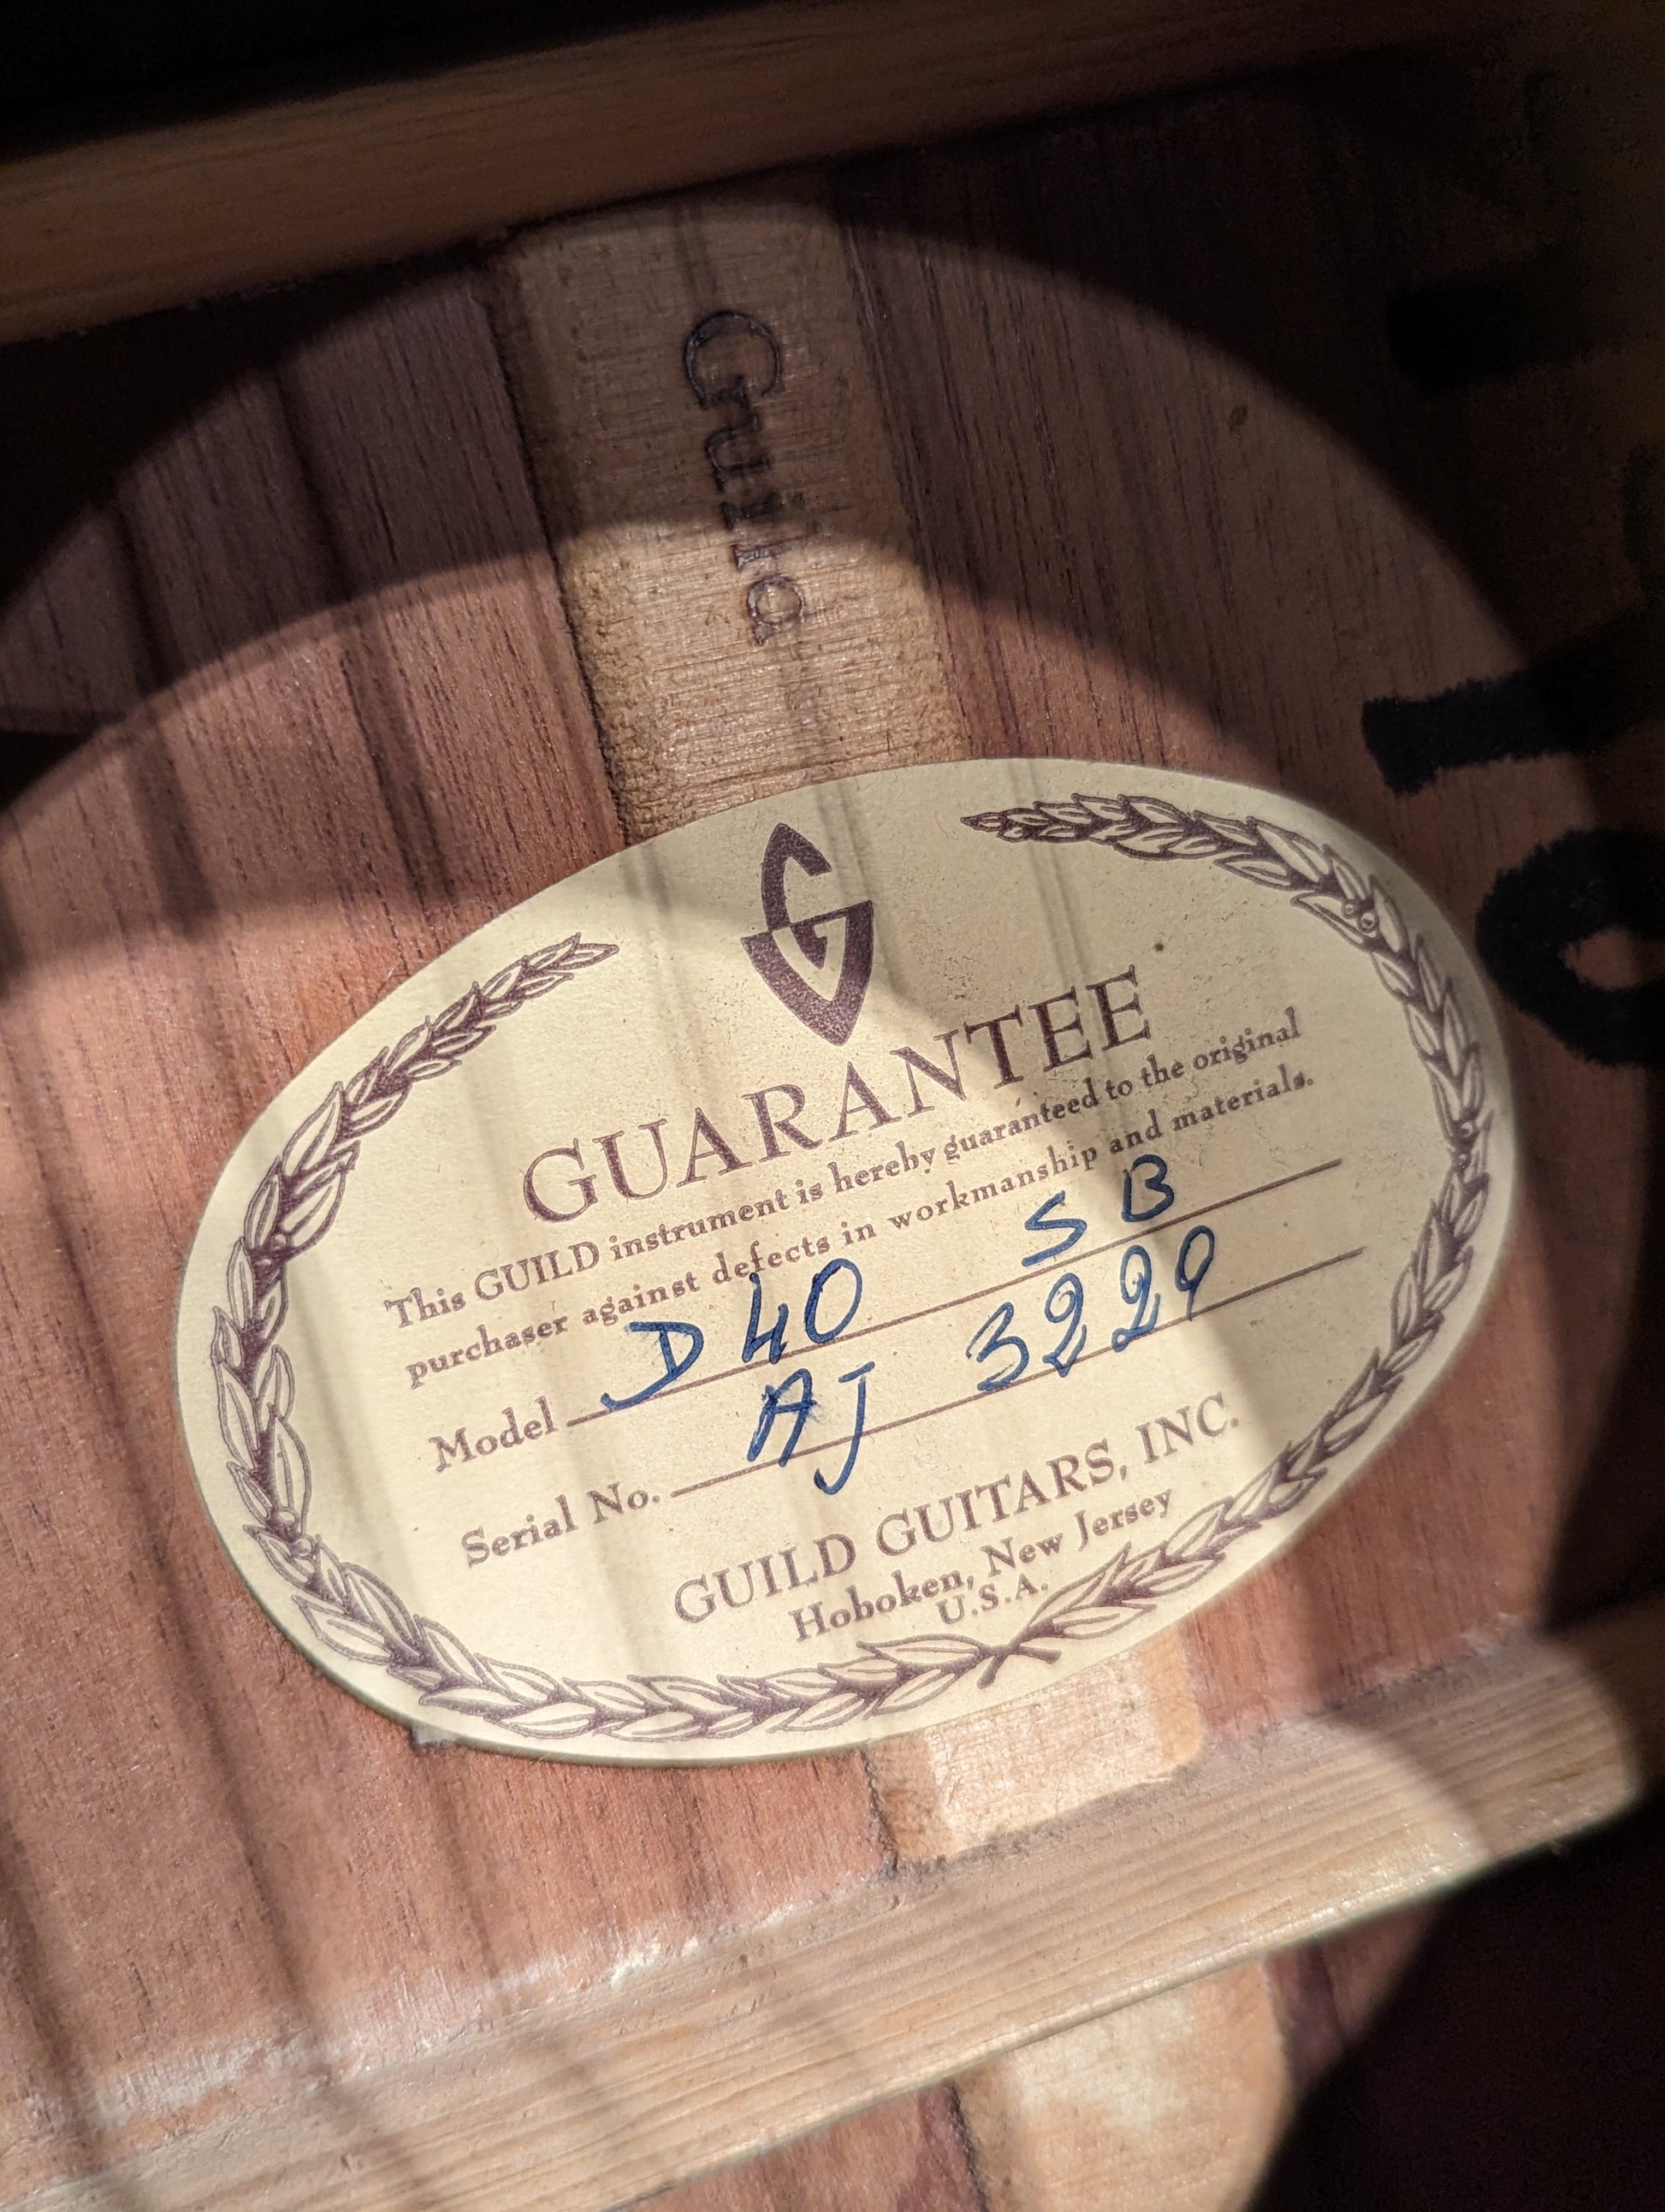 Guild
G
GUARANTEE
This GUILD instrument is hereby guaranteed to the original
purchaser against defects in workmanship and materials.
Model D40 SB
Serial No. AJ 3229
GUILD GUITARS, INC.
Hoboken, New Jersey
U.S.A.